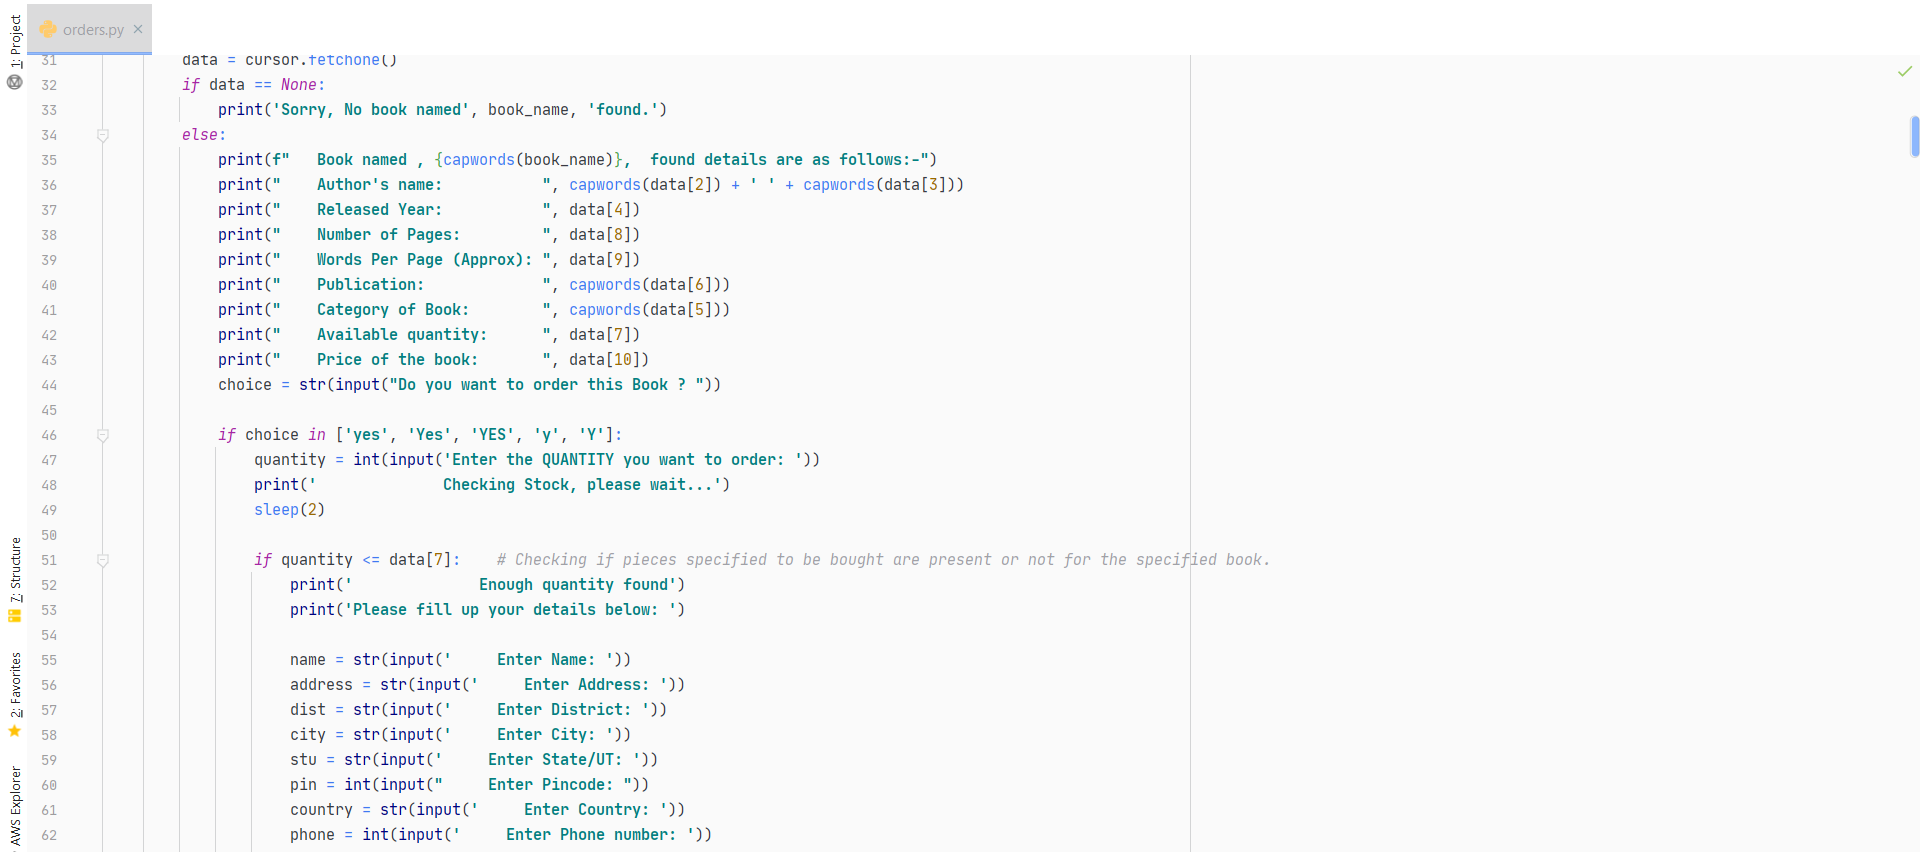 orders.py
1: Project
31 data = cursor.fetchone()
32 if data == None:
33 print('Sorry, No book named', book_name, 'found.')
34 else:
35 print(f"   Book named , {capwords(book_name)},  found details are as follows:-")
36 print("    Author's name:           ", capwords(data[2]) + ' ' + capwords(data[3]))
37 print("    Released Year:           ", data[4])
38 print("    Number of Pages:         ", data[8])
39 print("    Words Per Page (Approx): ", data[9])
40 print("    Publication:             ", capwords(data[6]))
41 print("    Category of Book:        ", capwords(data[5]))
42 print("    Available quantity:      ", data[7])
43 print("    Price of the book:       ", data[10])
44 choice = str(input("Do you want to order this Book ? "))
45
46 if choice in ['yes', 'Yes', 'YES', 'y', 'Y']:
47 quantity = int(input('Enter the QUANTITY you want to order: '))
48 print('              Checking Stock, please wait...')
49 sleep(2)
50
51 if quantity <= data[7]:    # Checking if pieces specified to be bought are present or not for the specified book.
52 print('              Enough quantity found')
53 print('Please fill up your details below: ')
54
55 name = str(input('     Enter Name: '))
56 address = str(input('     Enter Address: '))
57 dist = str(input('     Enter District: '))
58 city = str(input('     Enter City: '))
59 stu = str(input('     Enter State/UT: '))
60 pin = int(input("     Enter Pincode: "))
61 country = str(input('     Enter Country: '))
62 phone = int(input('     Enter Phone number: '))
7: Structure
2: Favorites
AWS Explorer